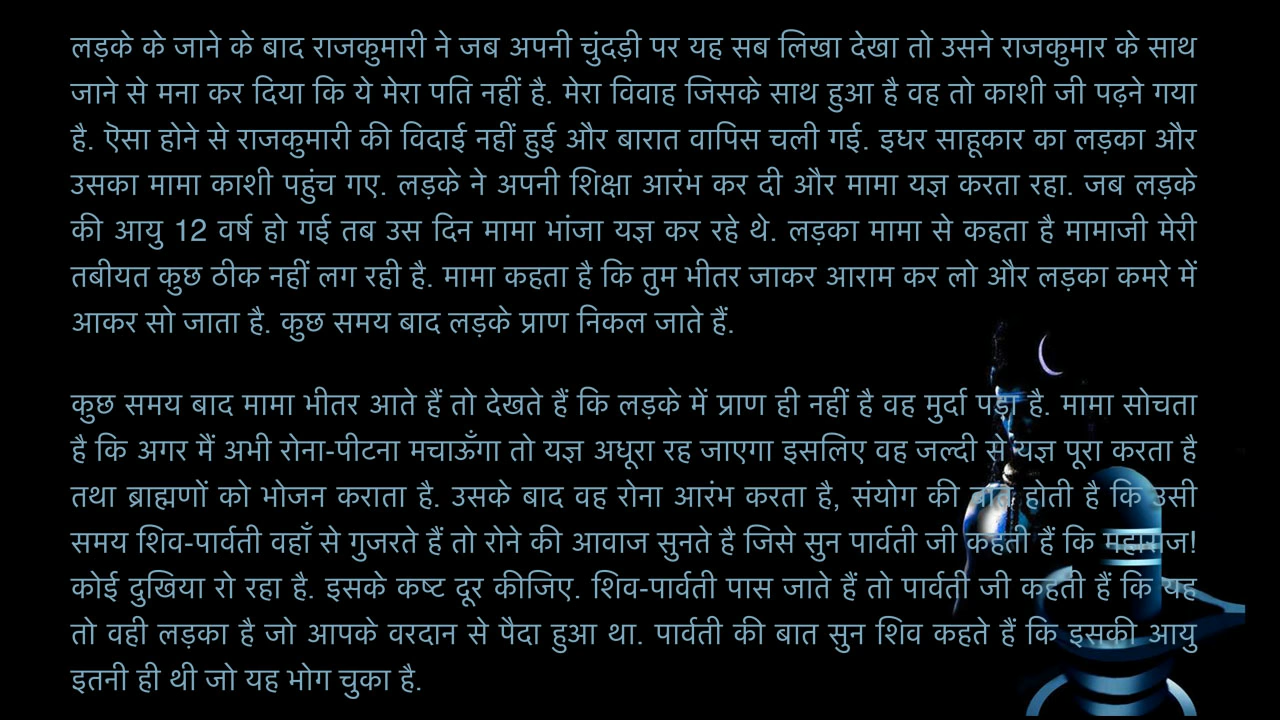 लड़के के जाने के बाद राजकुमारी ने जब अपनी चुंदड़ी पर यह सब लिखा देखा तो उसने राजकुमार के साथ
जाने से मना कर दिया कि ये मेरा पति नहीं है. मेरा विवाह जिसके साथ हुआ है वह तो काशी जी पढ़ने गया
है. ऎसा होने से राजकुमारी की विदाई नहीं हुई और बारात वापिस चली गई. इधर साहूकार का लड़का और
उसका मामा काशी पहुंच गए. लड़के ने अपनी शिक्षा आरंभ कर दी और मामा यज्ञ करता रहा. जब लड़के
की आयु 12 वर्ष हो गई तब उस दिन मामा भांजा यज्ञ कर रहे थे. लड़का मामा से कहता है मामाजी मेरी
तबीयत कुछ ठीक नहीं लग रही है. मामा कहता है कि तुम भीतर जाकर आराम कर लो और लड़का कमरे में
आकर सो जाता है. कुछ समय बाद लड़के प्राण निकल जाते हैं.
कुछ समय बाद मामा भीतर आते हैं तो देखते हैं कि लड़के में प्राण ही नहीं है वह मुर्दा पड़ा है. मामा सोचता
है कि अगर मैं अभी रोना-पीटना मचाऊँगा तो यज्ञ अधूरा रह जाएगा इसलिए वह जल्दी से यज्ञ पूरा करता है
तथा ब्राह्मणों को भोजन कराता है. उसके बाद वह रोना आरंभ करता है, संयोग की बात होती है कि उसी
समय शिव-पार्वती वहाँ से गुजरते हैं तो रोने की आवाज सुनते है जिसे सुन पार्वती जी कहती हैं कि महाराज!
कोई दुखिया रो रहा है. इसके कष्ट दूर कीजिए. शिव-पार्वती पास जाते हैं तो पार्वती जी कहती हैं कि यह
तो वही लड़का है जो आपके वरदान से पैदा हुआ था. पार्वती की बात सुन शिव कहते हैं कि इसकी आयु
इतनी ही थी जो यह भोग चुका है.